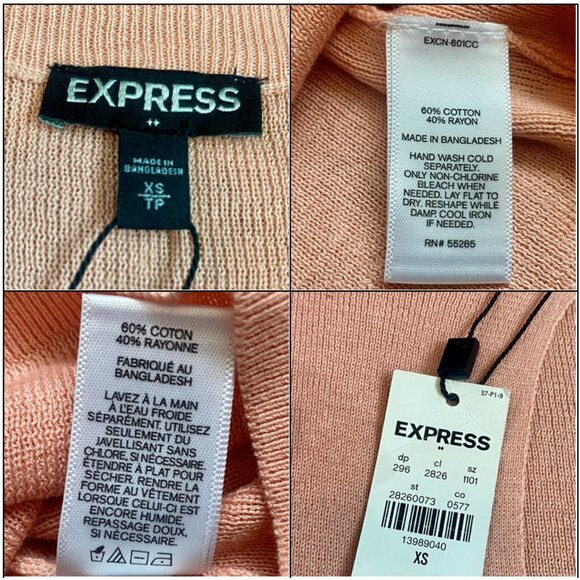 EXPRESS
MADE IN
BANGLADESH
XS
TP
EXCN-601CC
60% COTTON
40% RAYON
MADE IN BANGLADESH
HAND WASH COLD
SEPARATELY.
ONLY NON-CHLORINE
BLEACH WHEN
NEEDED. LAY FLAT TO
DRY. RESHAPE WHILE
DAMP. COOL IRON
IF NEEDED.
RN# 55285
60% COTON
40% RAYONNE
FABRIQUÉ AU
BANGLADESH
LAVEZ À LA MAIN
À L'EAU FROIDE
SÉPARÉMENT. UTILISEZ
SEULEMENT DU
JAVELLISANT SANS
CHLORE, SI NÉCESSAIRE.
ÉTENDRE À PLAT POUR
SÉCHER. RENDRE LA
FORME AU VÊTEMENT
LORSQUE CELUI-CI EST
ENCORE HUMIDE.
REPASSAGE DOUX,
SI NÉCESSAIRE.
57-P1-9
EXPRESS
dp cl sz
296 2826 1101
st co
28260073 0577
13989040
XS